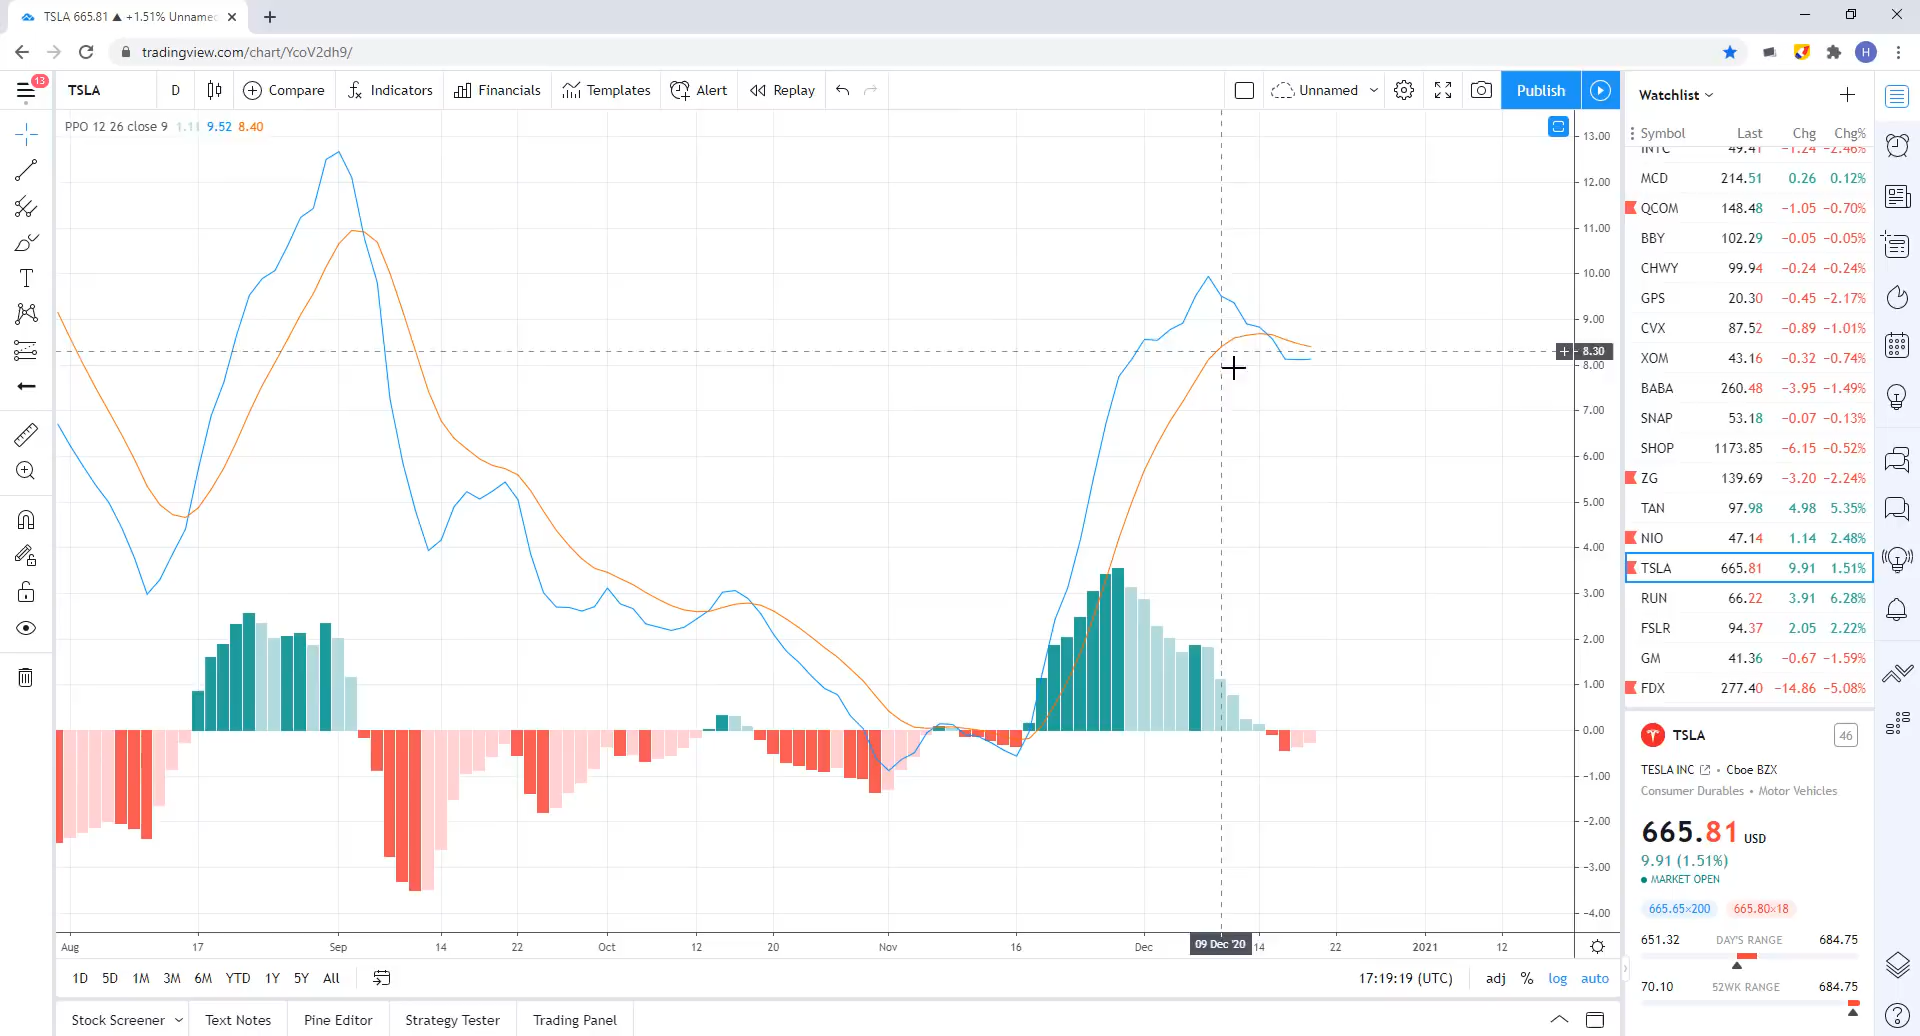 TSLA 665.81 ▲ +1.51% Unnamed
tradingview.com/chart/YcoV2dh9/
H
13
TSLA D Compare Indicators Financials Templates Alert Replay Unnamed Publish
PPO 12 26 close 9 1.11 9.52 8.40
13.00
12.00
11.00
10.00
9.00
8.30
8.00
7.00
6.00
5.00
4.00
3.00
2.00
1.00
0.00
−1.00
−2.00
−3.00
−4.00
Aug 17 Sep 14 22 Oct 12 20 Nov 16 Dec 09 Dec '20 14 22 2021 12
1D 5D 1M 3M 6M YTD 1Y 5Y All 17:19:19 (UTC) adj % log auto
Stock Screener Text Notes Pine Editor Strategy Tester Trading Panel
Watchlist
Symbol Last Chg Chg%
INTC 49.41 −1.24 −2.46%
MCD 214.51 0.26 0.12%
QCOM 148.48 −1.05 −0.70%
BBY 102.29 −0.05 −0.05%
CHWY 99.94 −0.24 −0.24%
GPS 20.30 −0.45 −2.17%
CVX 87.52 −0.89 −1.01%
XOM 43.16 −0.32 −0.74%
BABA 260.48 −3.95 −1.49%
SNAP 53.18 −0.07 −0.13%
SHOP 1173.85 −6.15 −0.52%
ZG 139.69 −3.20 −2.24%
TAN 97.98 4.98 5.35%
NIO 47.14 1.14 2.48%
TSLA 665.81 9.91 1.51%
RUN 66.22 3.91 6.28%
FSLR 94.37 2.05 2.22%
GM 41.36 −0.67 −1.59%
FDX 277.40 −14.86 −5.08%
TSLA 46
TESLA INC • Cboe BZX
Consumer Durables • Motor Vehicles
665.81 USD
9.91 (1.51%)
MARKET OPEN
665.65×200 665.80×18
651.32 DAY'S RANGE 684.75
70.10 52WK RANGE 684.75